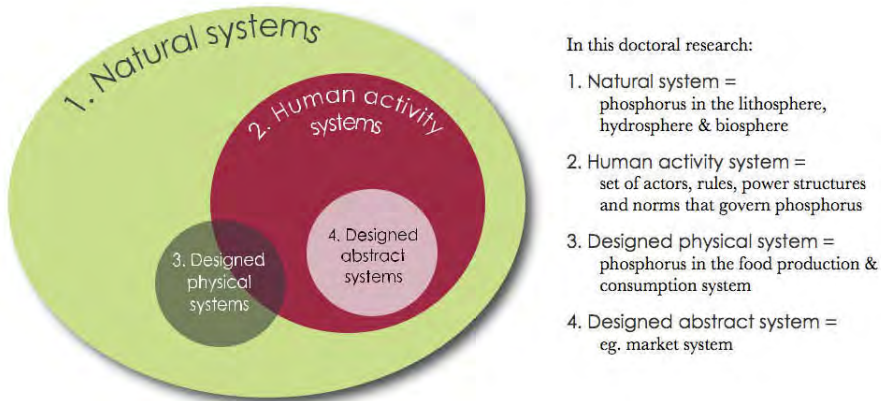 1. Natural systems
2. Human activity
systems
3. Designed
physical
systems
4. Designed
abstract
systems
In this doctoral research:
1. Natural system =
phosphorus in the lithosphere,
hydrosphere & biosphere
2. Human activity system =
set of actors, rules, power structures
and norms that govern phosphorus
3. Designed physical system =
phosphorus in the food production &
consumption system
4. Designed abstract system =
eg. market system